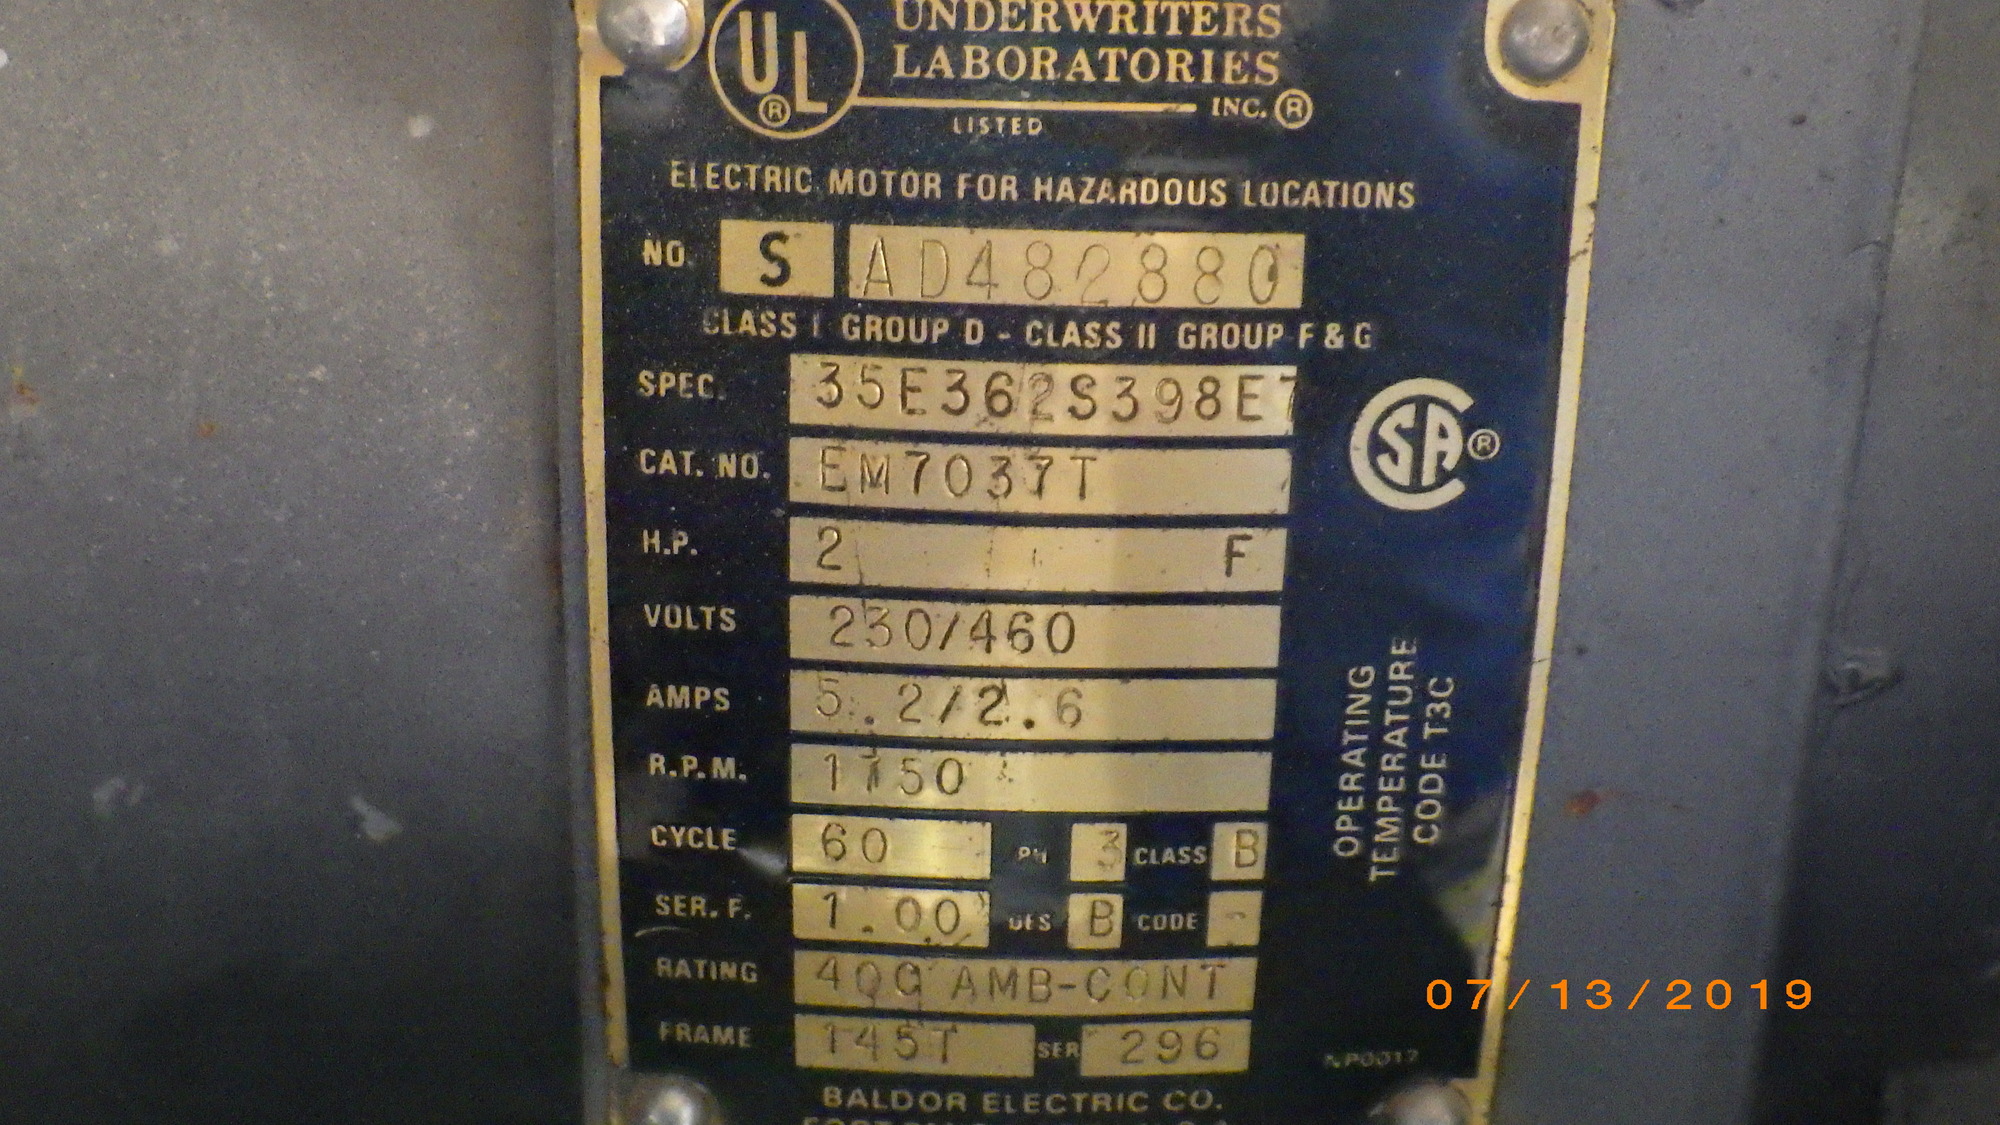 UL ®
UNDERWRITERS
LABORATORIES
INC.®
LISTED
ELECTRIC MOTOR FOR HAZARDOUS LOCATIONS
NO. S AD482880
CLASS I GROUP D - CLASS II GROUP F & G
SPEC. 35E362S398E7
CAT. NO. EM7037T
CSA ®
H.P. 2 F
VOLTS 230/460
AMPS 5.2/2.6
R.P.M. 1750
OPERATING
TEMPERATURE
CODE T3C
CYCLE 60 PH 3 CLASS B
SER. F. 1.00 DES B CODE -
RATING 40C AMB-CONT
FRAME 145T SER 296
07/13/2019
BALDOR ELECTRIC CO.